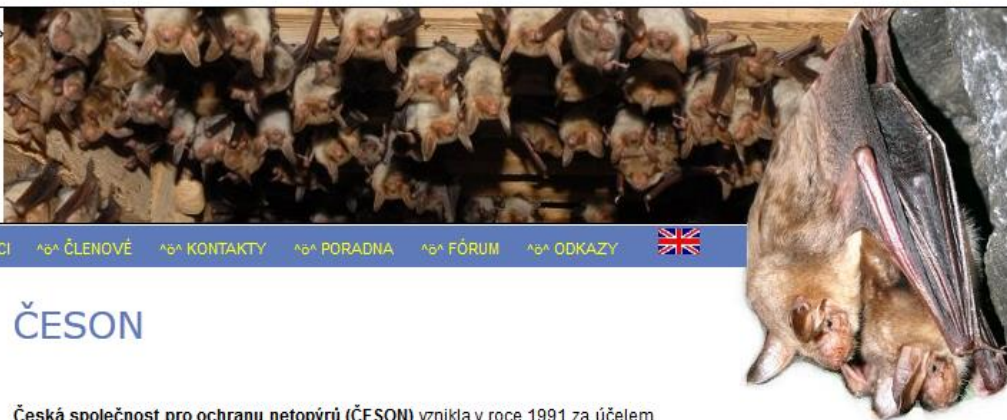 ^ö^ ČLENOVÉ ^ö^ KONTAKTY ^ö^ PORADNA ^ö^ FÓRUM ^ö^ ODKAZY
ČESON
Česká společnost pro ochranu netopýrů (ČESON) vznikla v roce 1991 za účelem